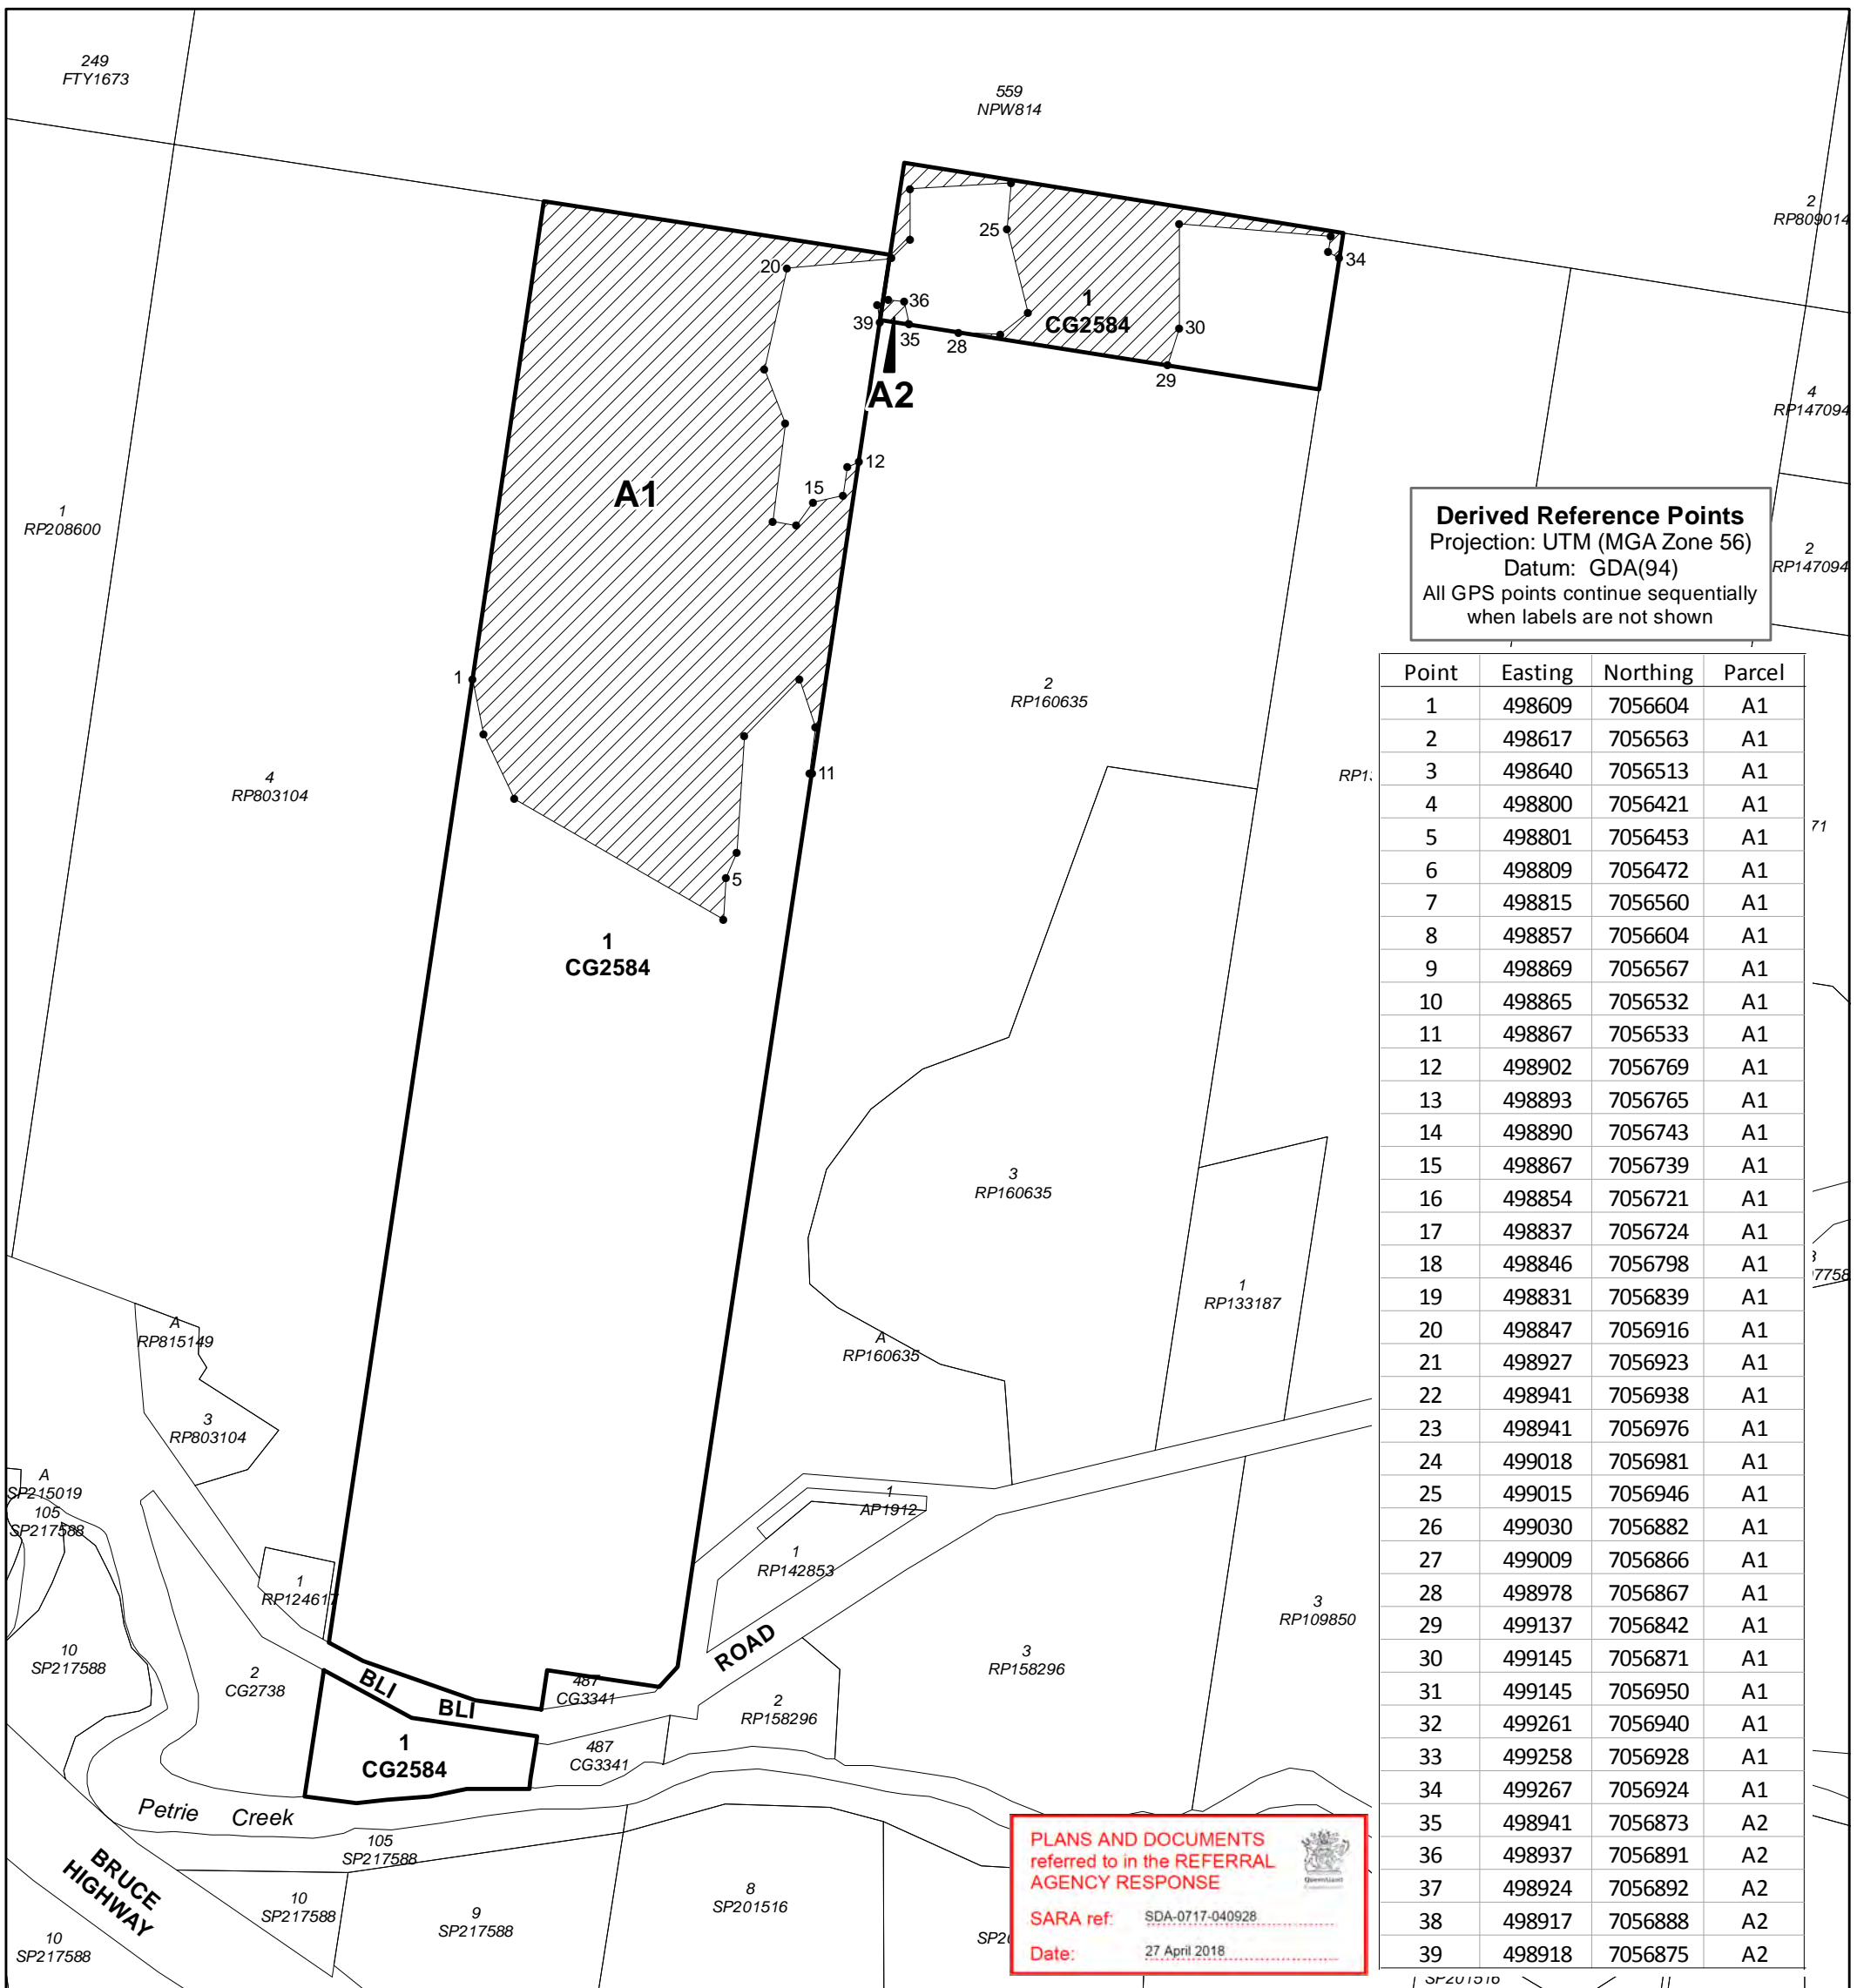 249
FTY1673
559
NPW814
2
RP809014
20
25
34
36
1
CG2584
30
39
35
28
29
A2
4
RP147094
12
A1
15
1
RP208600
Derived Reference Points
Projection: UTM (MGA Zone 56)
Datum: GDA(94)
All GPS points continue sequentially
when labels are not shown
2
RP147094
1
2
RP160635
4
RP803104
11
5
1
CG2584
71
Point Easting Northing Parcel
1 498609 7056604 A1
2 498617 7056563 A1
3 498640 7056513 A1
4 498800 7056421 A1
5 498801 7056453 A1
6 498809 7056472 A1
7 498815 7056560 A1
8 498857 7056604 A1
9 498869 7056567 A1
10 498865 7056532 A1
11 498867 7056533 A1
12 498902 7056769 A1
13 498893 7056765 A1
14 498890 7056743 A1
15 498867 7056739 A1
16 498854 7056721 A1
17 498837 7056724 A1
18 498846 7056798 A1
19 498831 7056839 A1
20 498847 7056916 A1
21 498927 7056923 A1
22 498941 7056938 A1
23 498941 7056976 A1
24 499018 7056981 A1
25 499015 7056946 A1
26 499030 7056882 A1
27 499009 7056866 A1
28 498978 7056867 A1
29 499137 7056842 A1
30 499145 7056871 A1
31 499145 7056950 A1
32 499261 7056940 A1
33 499258 7056928 A1
34 499267 7056924 A1
35 498941 7056873 A2
36 498937 7056891 A2
37 498924 7056892 A2
38 498917 7056888 A2
39 498918 7056875 A2
3
RP160635
1
RP133187
A
RP815149
A
RP160635
3
RP803104
A
SP215019
105
SP217588
1
AP1912
1
RP142853
1
RP124617
3
RP109850
10
SP217588
2
CG2738
ROAD
3
RP158296
BLI BLI
487
CG3341
2
RP158296
1
CG2584
487
CG3341
Petrie Creek
105
SP217588
BRUCE
HIGHWAY
10
SP217588
9
SP217588
8
SP201516
10
SP217588
PLANS AND DOCUMENTS
referred to in the REFERRAL
AGENCY RESPONSE
Queensland
SARA ref: SDA-0717-040928
Date: 27 April 2018
SP201516